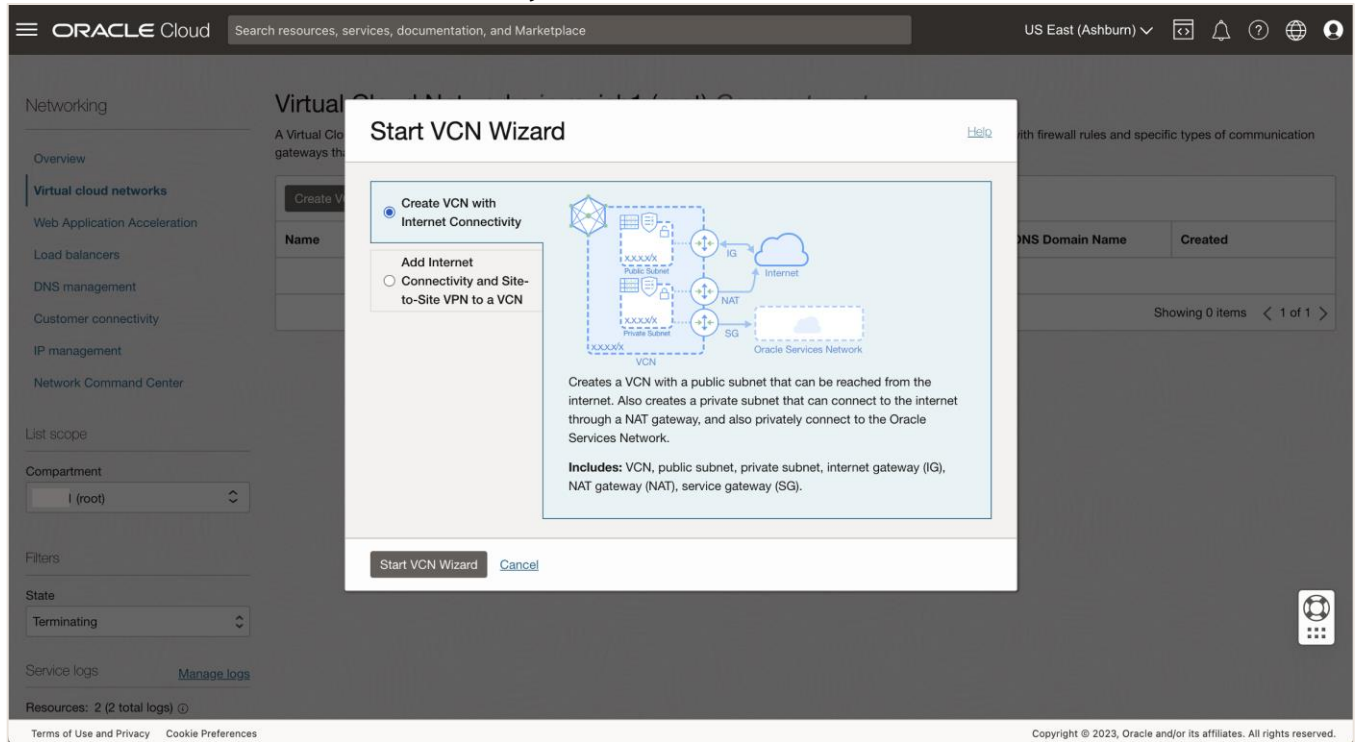 ORACLE Cloud
Search resources, services, documentation, and Marketplace
US East (Ashburn)
Networking
Overview
Virtual cloud networks
Web Application Acceleration
Load balancers
DNS management
Customer connectivity
IP management
Network Command Center
List scope
Compartment
(root)
Filters
State
Terminating
Service logs
Manage logs
Resources: 2 (2 total logs)
Virtual
A Virtual Clo
ith firewall rules and specific types of communication
gateways th
Create V
Name
DNS Domain Name
Created
Showing 0 items
1 of 1
Start VCN Wizard
Help
Create VCN with
Internet Connectivity
Add Internet
Connectivity and Site-
to-Site VPN to a VCN
x.x.x.x/x
Public Subnet
IG
Internet
NAT
x.x.x.x/x
Private Subnet
SG
Oracle Services Network
x.x.x.x/x
VCN
Creates a VCN with a public subnet that can be reached from the
internet. Also creates a private subnet that can connect to the internet
through a NAT gateway, and also privately connect to the Oracle
Services Network.
Includes: VCN, public subnet, private subnet, internet gateway (IG),
NAT gateway (NAT), service gateway (SG).
Start VCN Wizard
Cancel
Terms of Use and Privacy
Cookie Preferences
Copyright © 2023, Oracle and/or its affiliates. All rights reserved.